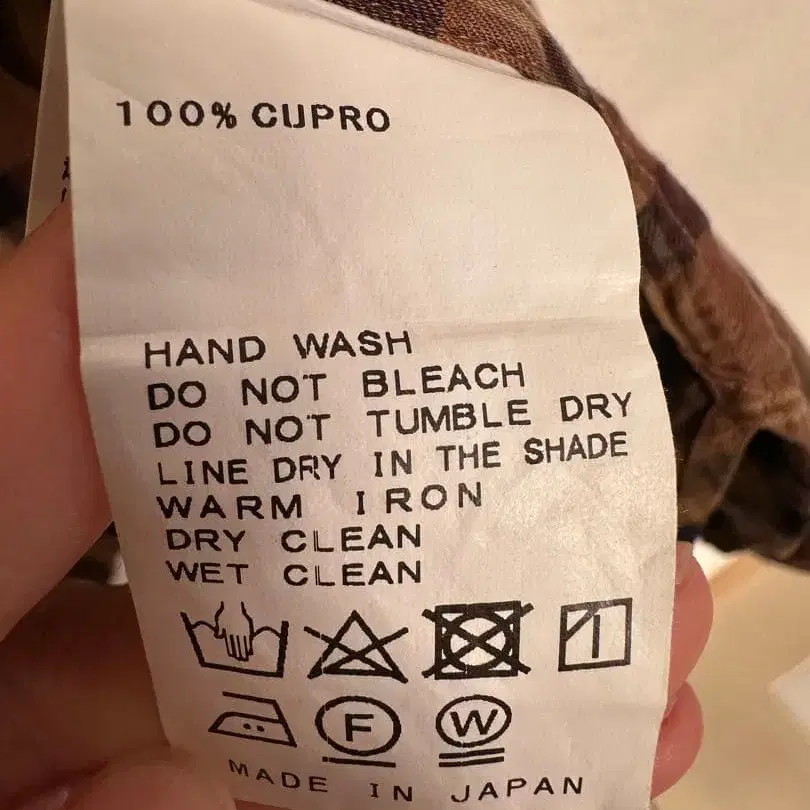 100% CUPRO
HAND WASH
DO NOT BLEACH
DO NOT TUMBLE DRY
LINE DRY IN THE SHADE
WARM IRON
DRY CLEAN
WET CLEAN
F W
MADE IN JAPAN